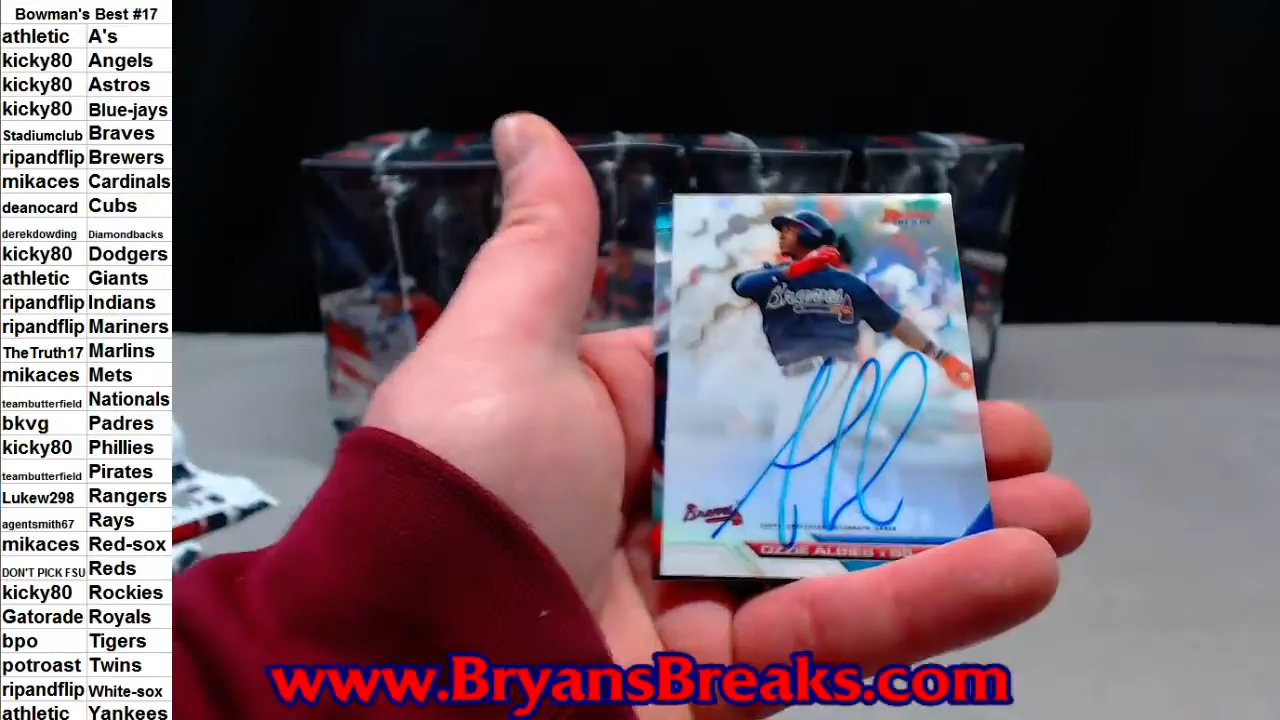 Bowman's Best #17
athletic A's
kicky80 Angels
kicky80 Astros
kicky80 Blue-jays
Stadiumclub Braves
ripandflip Brewers
mikaces Cardinals
deanocard Cubs
derekdowding Diamondbacks
kicky80 Dodgers
athletic Giants
ripandflip Indians
ripandflip Mariners
TheTruth17 Marlins
mikaces Mets
teambutterfield Nationals
bkvg Padres
kicky80 Phillies
teambutterfield Pirates
Lukew298 Rangers
agentsmith67 Rays
mikaces Red-sox
DON'T PICK FSU Reds
kicky80 Rockies
Gatorade Royals
bpo Tigers
potroast Twins
ripandflip White-sox
athletic Yankees
Braves
Braves
OZZIE ALBIES • SS
www.BryansBreaks.com